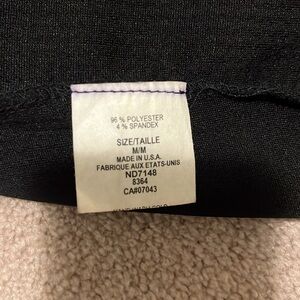 96 % POLYESTER
4 % SPANDEX
SIZE/TAILLE
M/M
MADE IN U.S.A.
FABRIQUE AUX ETATS-UNIS
ND7148
8364
CA#07043